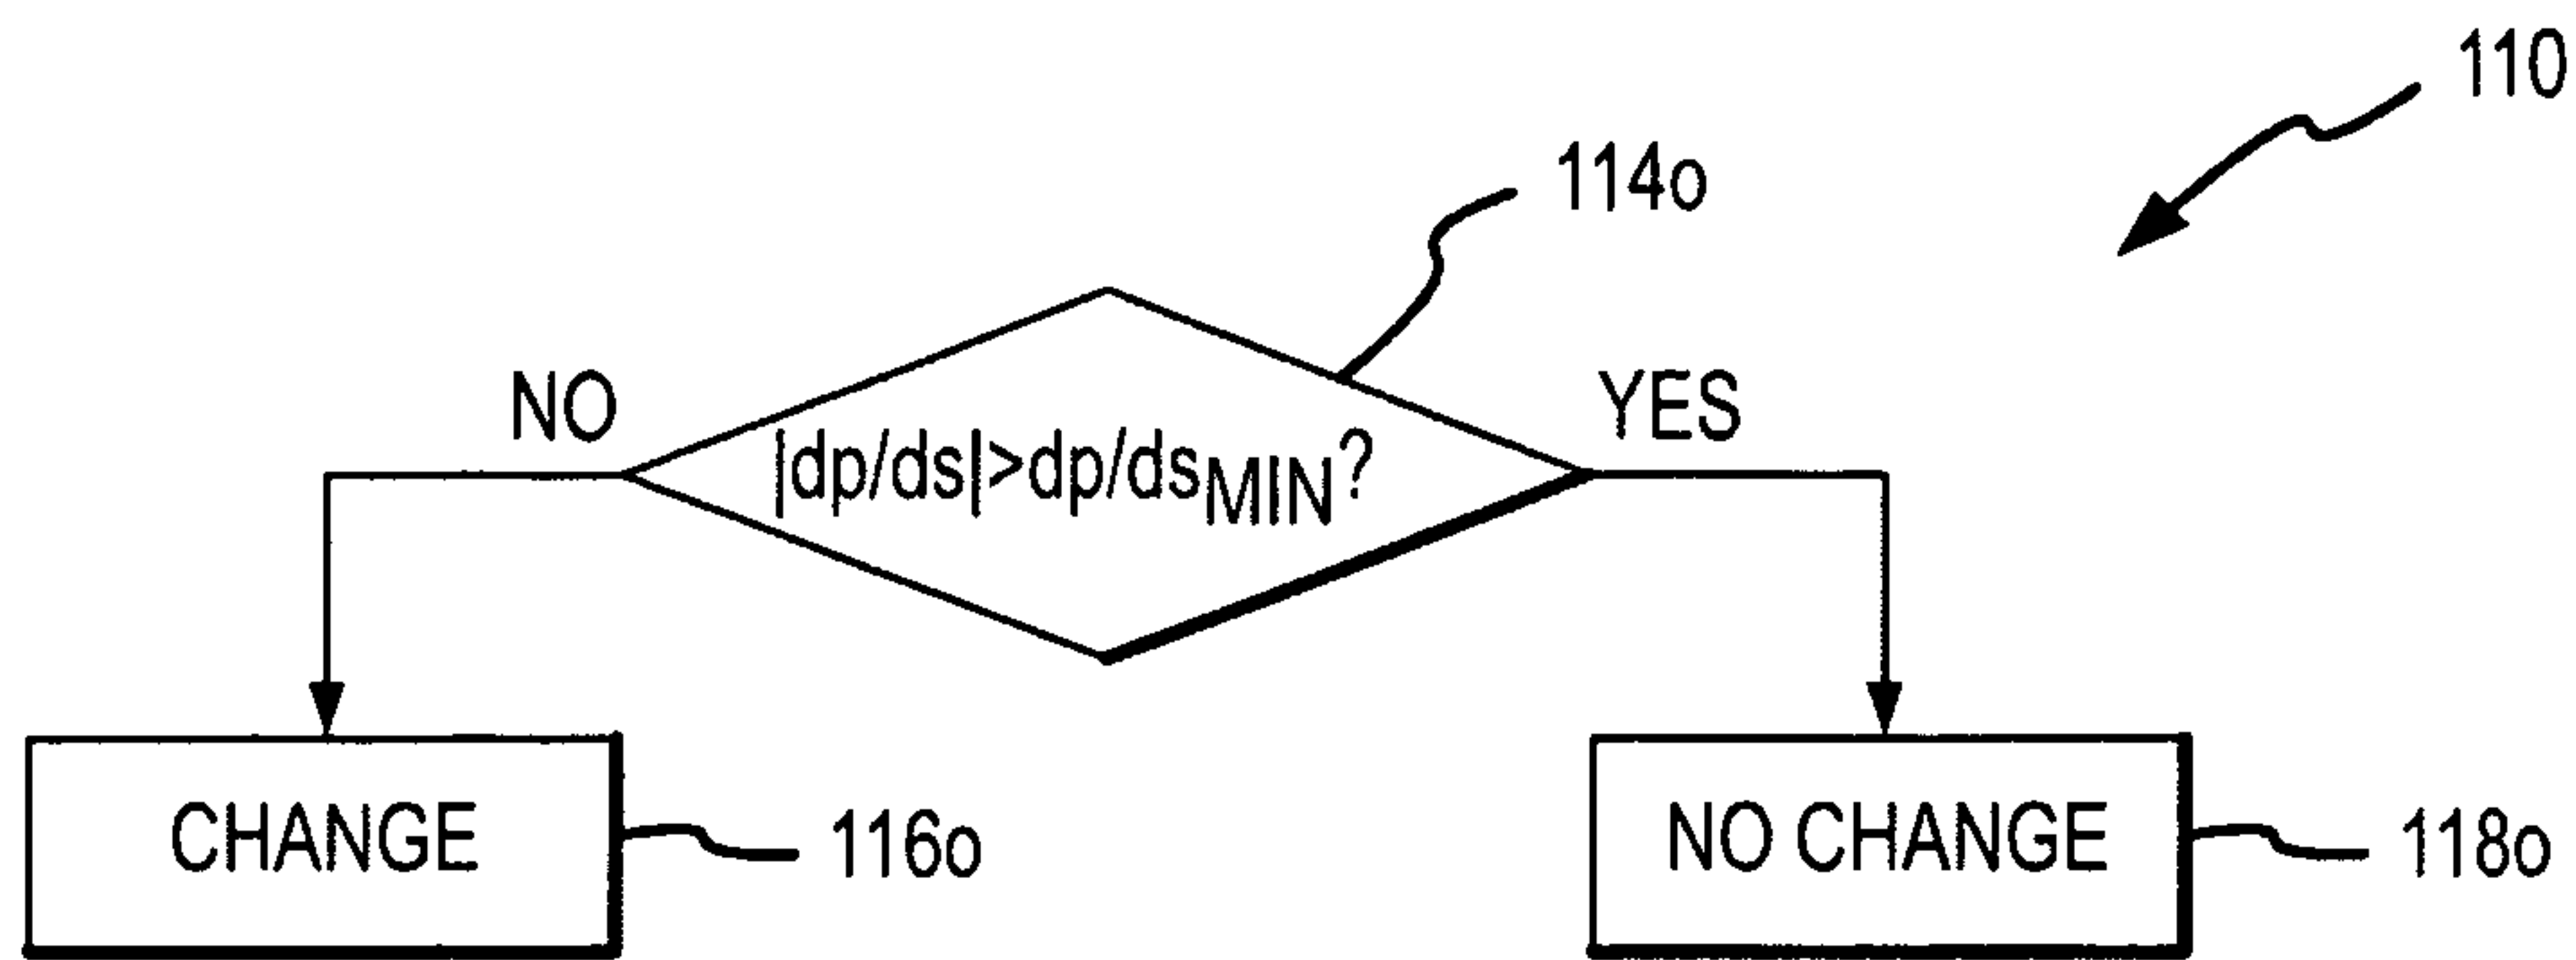 110
114o
NO
YES
|dp/ds|>dp/dsMIN?
CHANGE
116o
NO CHANGE
118o